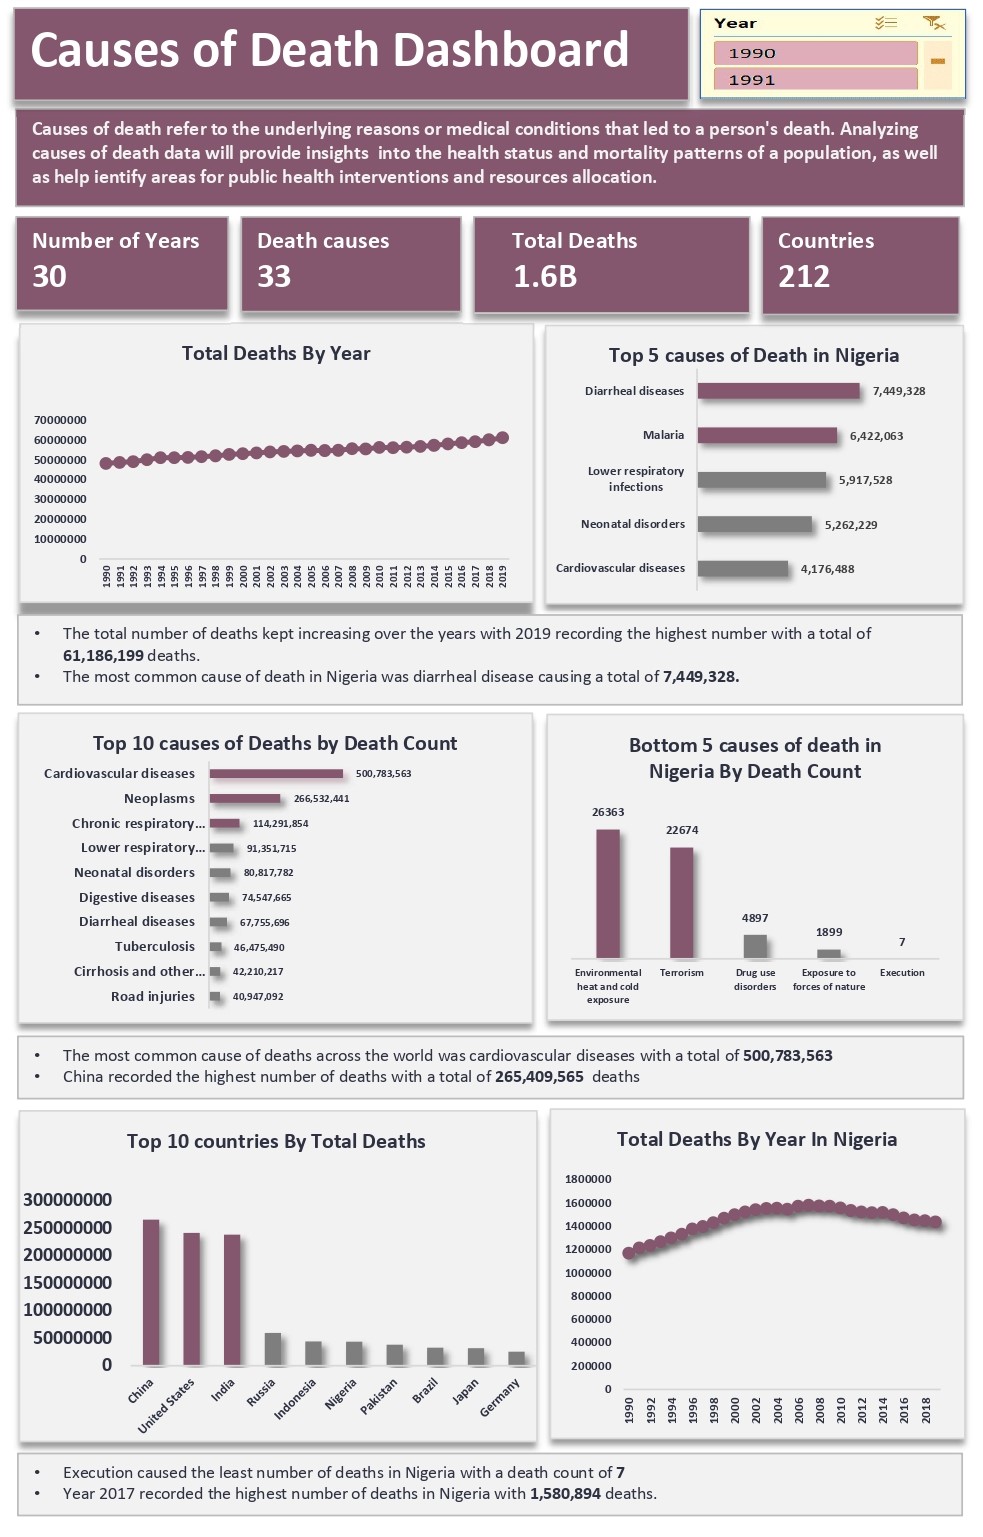 Causes of Death Dashboard
Year
1990
1991
Causes of death refer to the underlying reasons or medical conditions that led to a person's death. Analyzing
causes of death data will provide insights  into the health status and mortality patterns of a population, as well
as help ientify areas for public health interventions and resources allocation.
Number of Years
30
Death causes
33
Total Deaths
1.6B
Countries
212
Total Deaths By Year
70000000
60000000
50000000
40000000
30000000
20000000
10000000
0
1990
1991
1992
1993
1994
1995
1996
1997
1998
1999
2000
2001
2002
2003
2004
2005
2006
2007
2008
2009
2010
2011
2012
2013
2014
2015
2016
2017
2018
2019
Top 5 causes of Death in Nigeria
Diarrheal diseases 7,449,328
Malaria 6,422,063
Lower respiratory
infections 5,917,528
Neonatal disorders 5,262,229
Cardiovascular diseases 4,176,488
• The total number of deaths kept increasing over the years with 2019 recording the highest number with a total of
61,186,199 deaths.
• The most common cause of death in Nigeria was diarrheal disease causing a total of 7,449,328.
Top 10 causes of Deaths by Death Count
Cardiovascular diseases 500,783,563
Neoplasms 266,532,441
Chronic respiratory... 114,291,854
Lower respiratory... 91,351,715
Neonatal disorders 80,817,782
Digestive diseases 74,547,665
Diarrheal diseases 67,755,696
Tuberculosis 46,475,490
Cirrhosis and other... 42,210,217
Road injuries 40,947,092
Bottom 5 causes of death in
Nigeria By Death Count
26363
22674
4897
1899
7
Environmental
heat and cold
exposure
Terrorism
Drug use
disorders
Exposure to
forces of nature
Execution
• The most common cause of deaths across the world was cardiovascular diseases with a total of 500,783,563
• China recorded the highest number of deaths with a total of 265,409,565  deaths
Top 10 countries By Total Deaths
300000000
250000000
200000000
150000000
100000000
50000000
0
China
United States
India
Russia
Indonesia
Nigeria
Pakistan
Brazil
Japan
Germany
Total Deaths By Year In Nigeria
1800000
1600000
1400000
1200000
1000000
800000
600000
400000
200000
0
1990
1992
1994
1996
1998
2000
2002
2004
2006
2008
2010
2012
2014
2016
2018
• Execution caused the least number of deaths in Nigeria with a death count of 7
• Year 2017 recorded the highest number of deaths in Nigeria with 1,580,894 deaths.